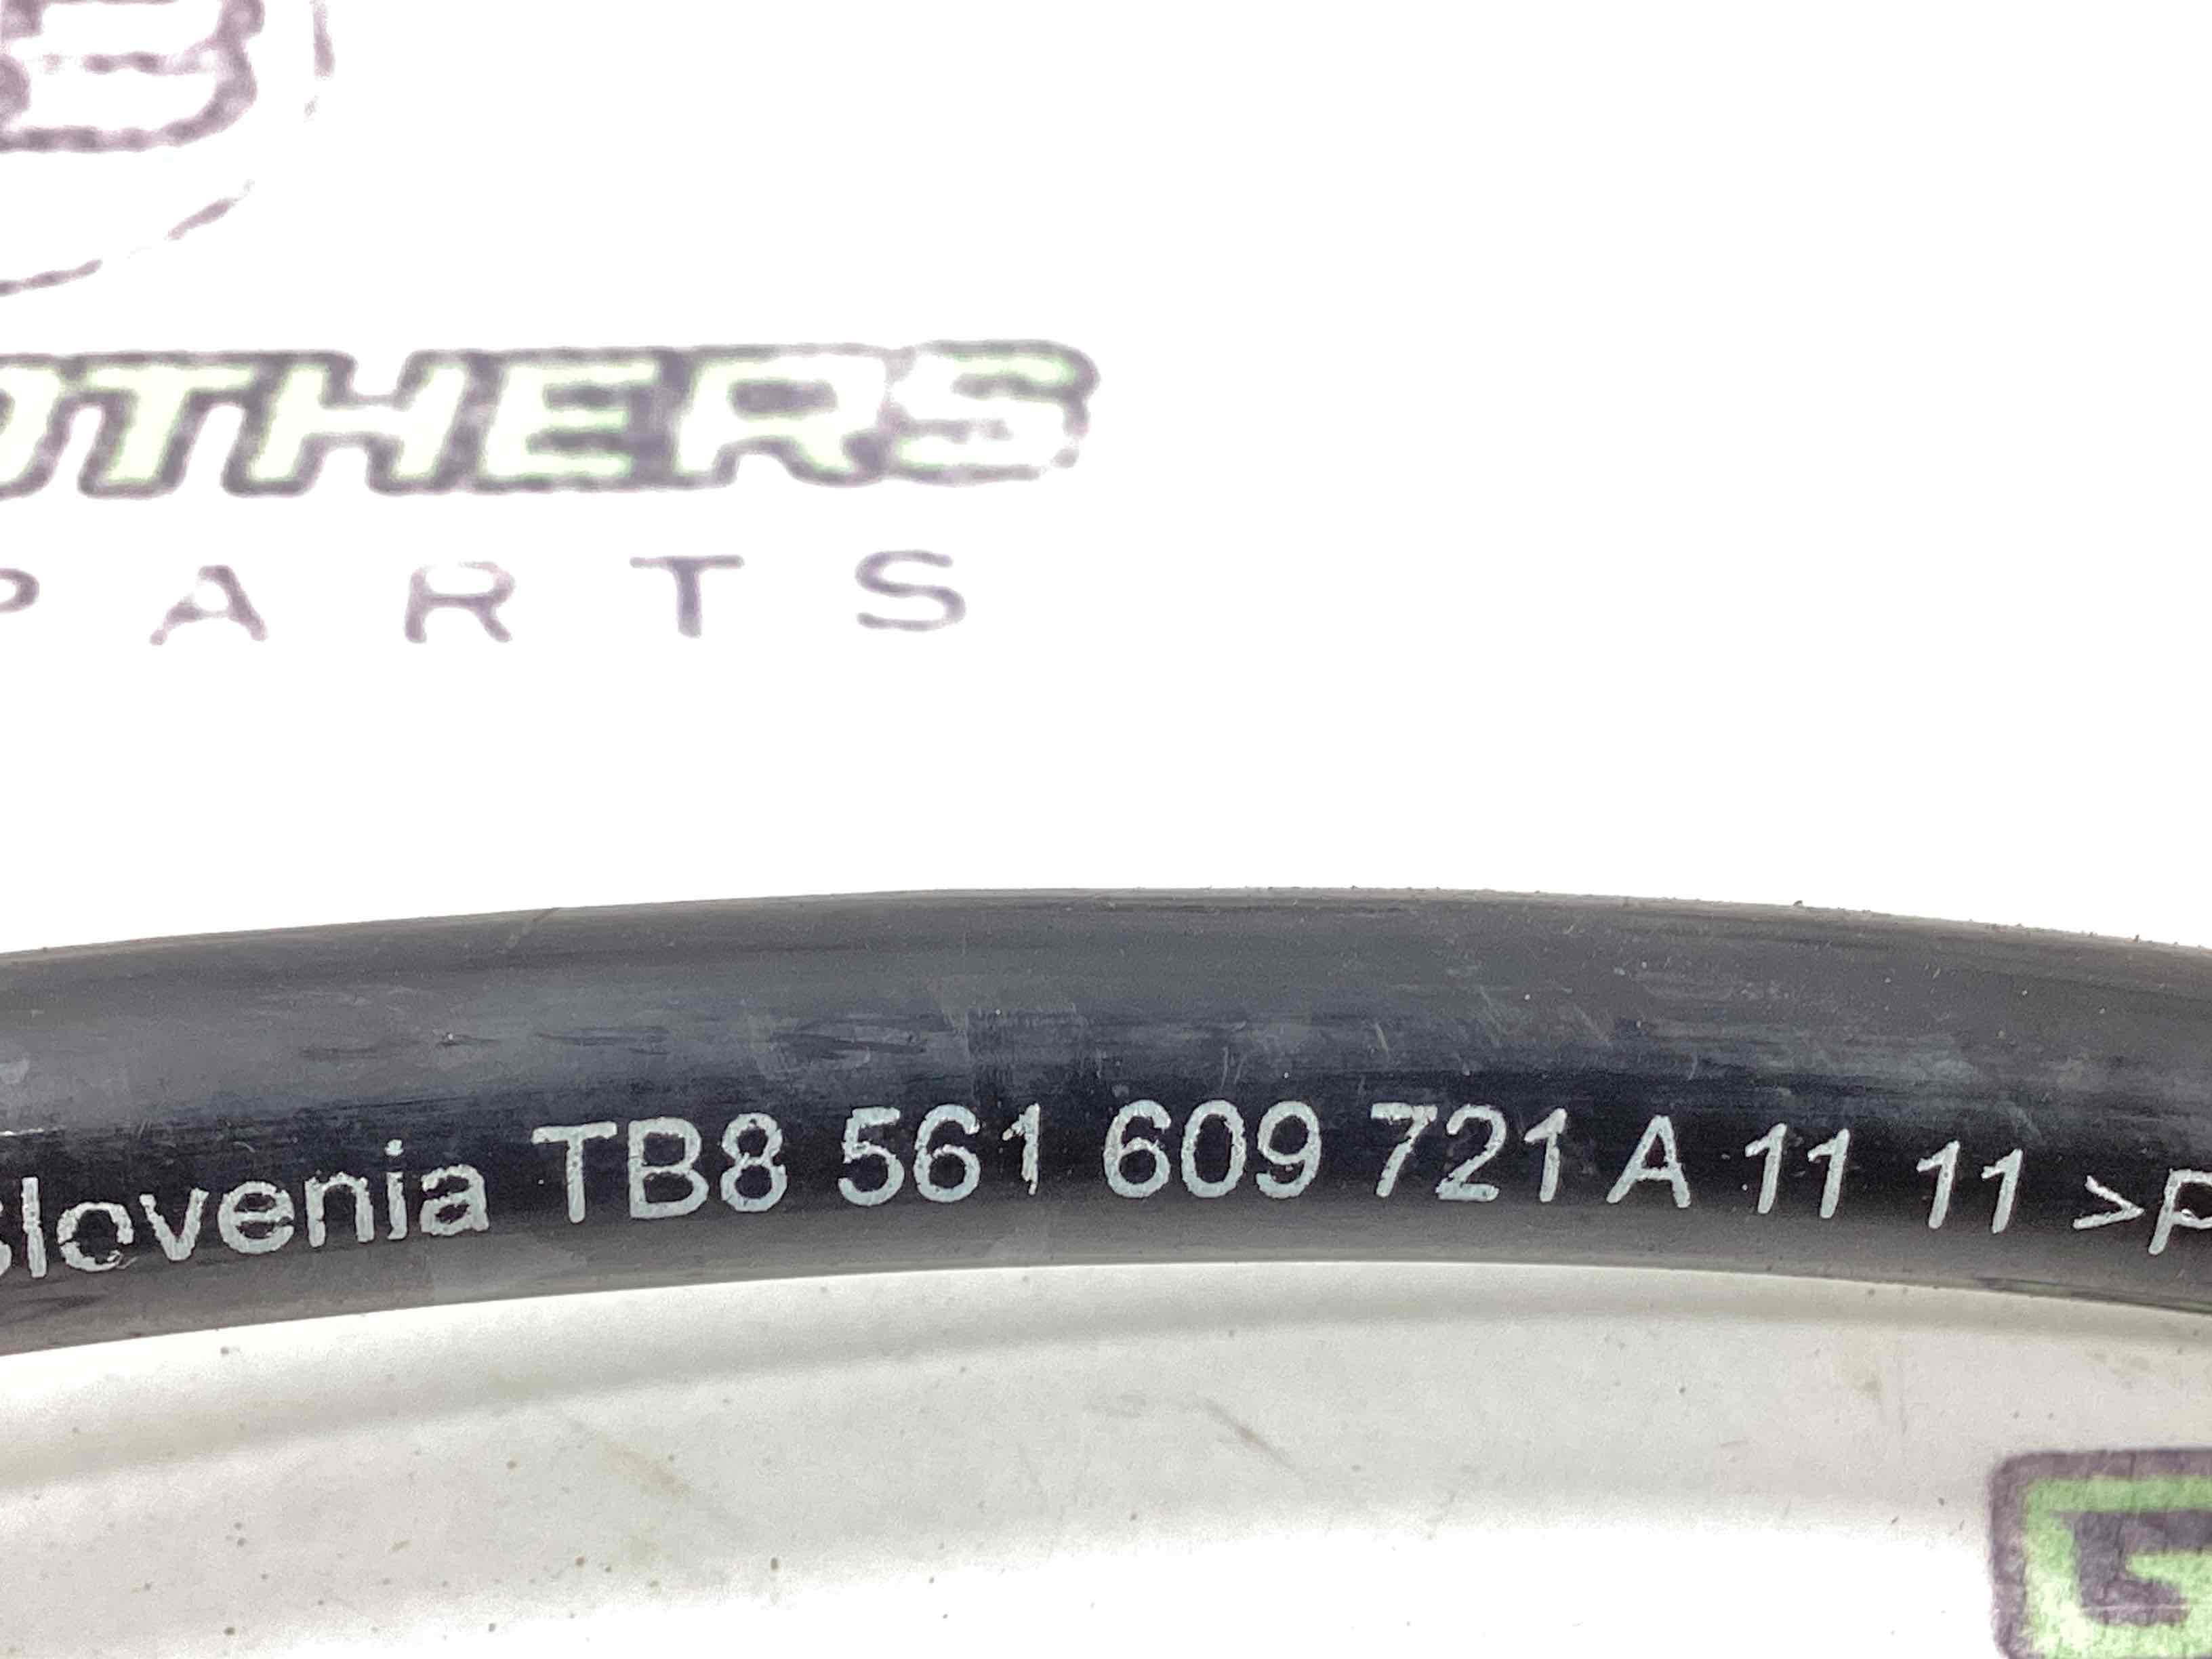 B
OTHERS
PARTS
Slovenia TB8 561 609 721 A 11 11 >P
G